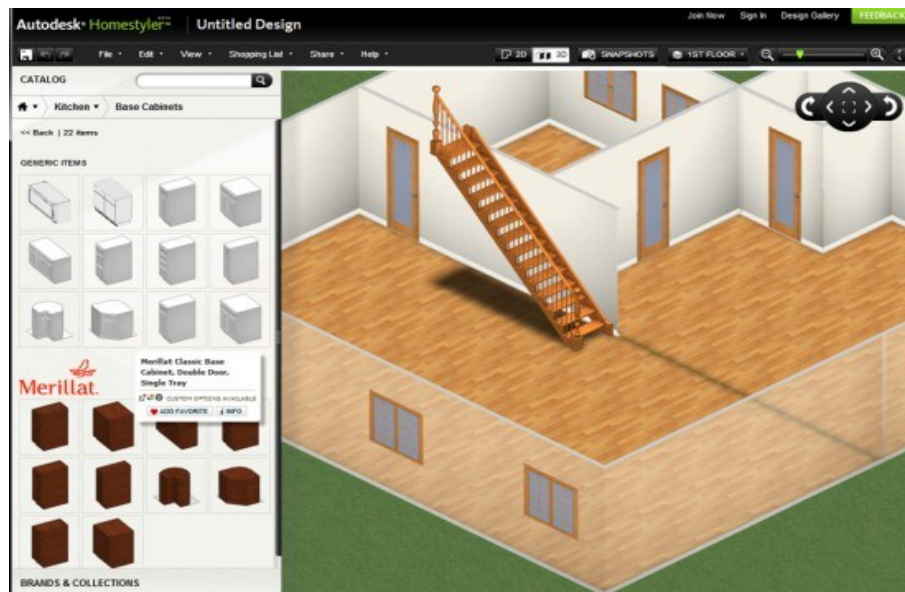 Join Now Sign In Design Gallery FEEDBACK
Autodesk® Homestyler BETA ™ Untitled Design
File Edit View Shopping List Share Help 2D 3D SNAPSHOTS 1ST FLOOR
CATALOG
Kitchen Base Cabinets
<< Back | 22 items
GENERIC ITEMS
Merillat Classic Base
Cabinet, Double Door,
Single Tray
Merillat.
CUSTOM OPTIONS AVAILABLE
ADD FAVORITE INFO
BRANDS & COLLECTIONS